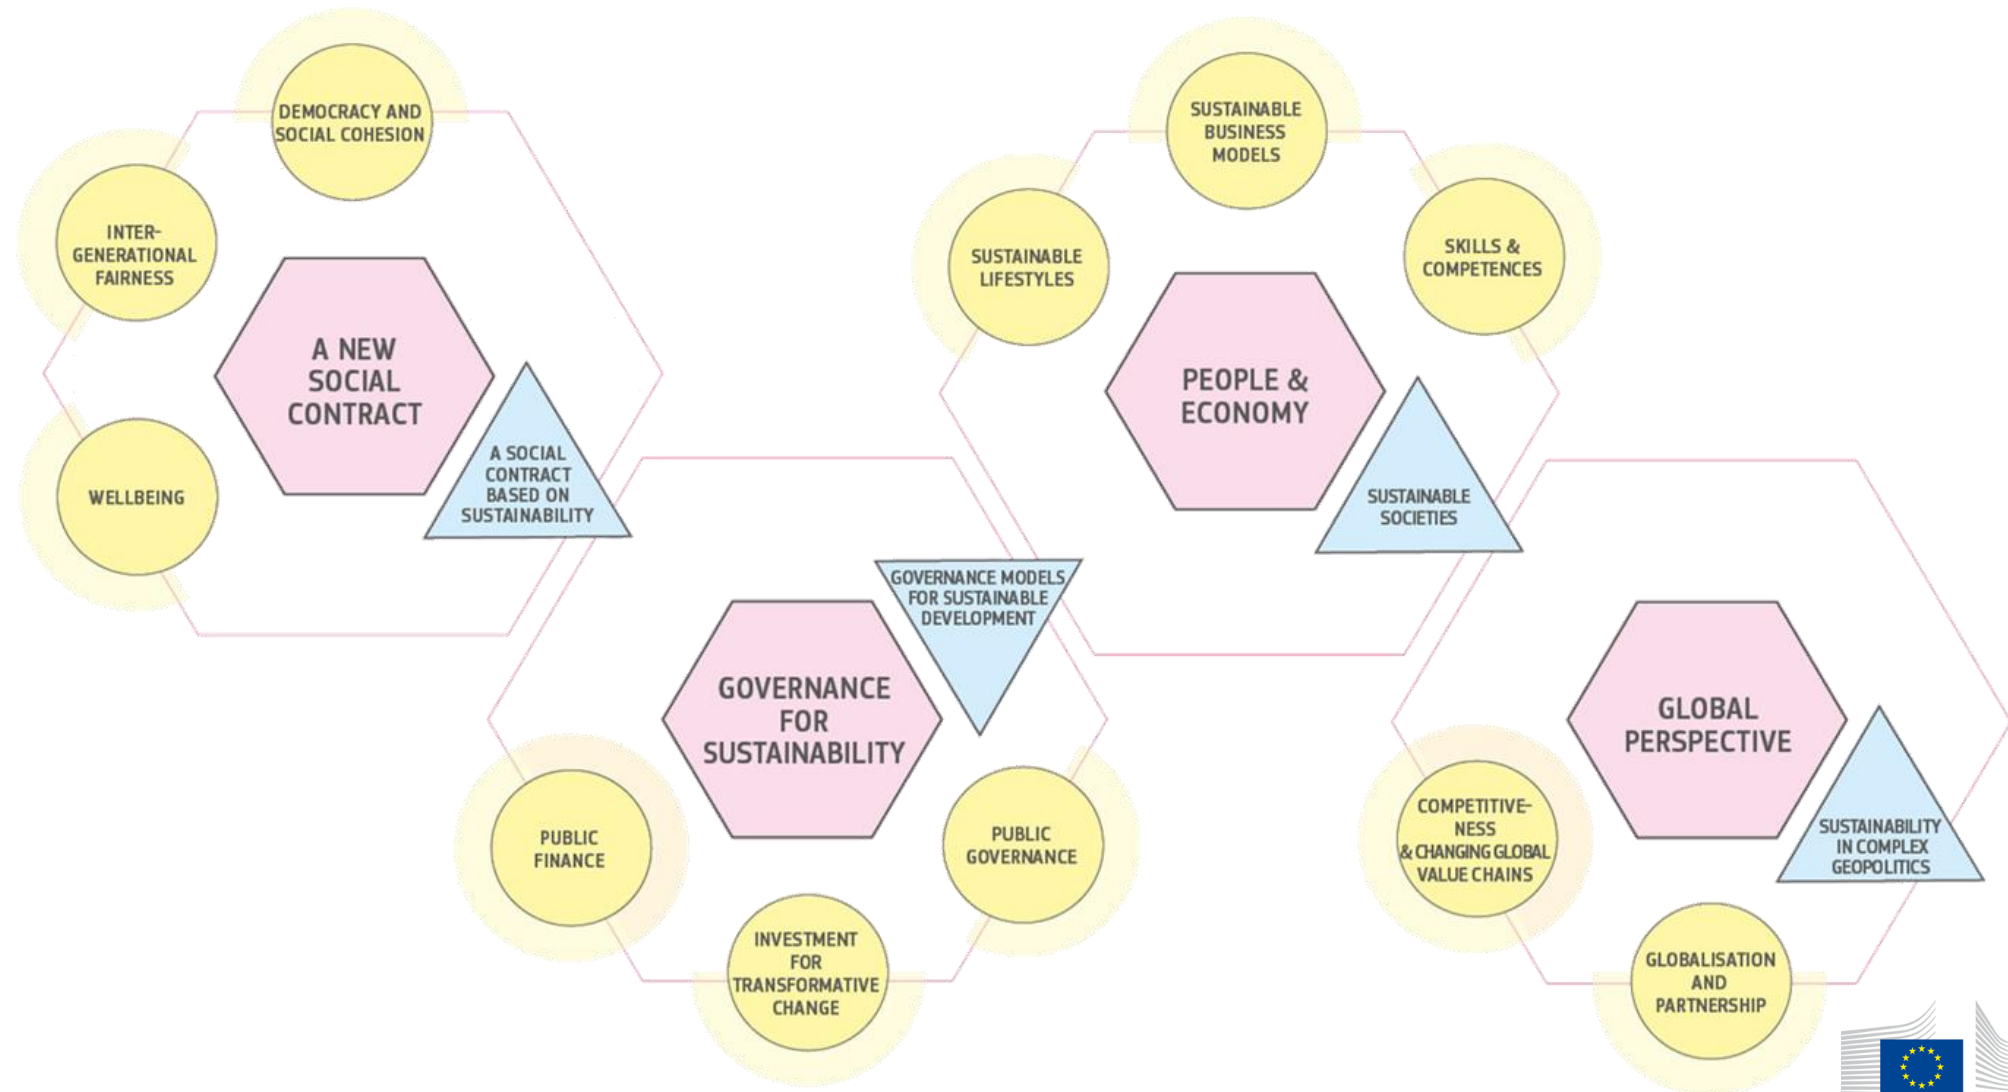 DEMOCRACY AND
SOCIAL COHESION
INTER-
GENERATIONAL
FAIRNESS
A NEW
SOCIAL
CONTRACT
WELLBEING
A SOCIAL
CONTRACT
BASED ON
SUSTAINABILITY
GOVERNANCE MODELS
FOR SUSTAINABLE
DEVELOPMENT
GOVERNANCE
FOR
SUSTAINABILITY
PUBLIC
FINANCE
INVESTMENT
FOR
TRANSFORMATIVE
CHANGE
PUBLIC
GOVERNANCE
SUSTAINABLE
BUSINESS
MODELS
SUSTAINABLE
LIFESTYLES
SKILLS &
COMPETENCES
PEOPLE &
ECONOMY
SUSTAINABLE
SOCIETIES
GLOBAL
PERSPECTIVE
COMPETITIVE-
NESS
& CHANGING GLOBAL
VALUE CHAINS
SUSTAINABILITY
IN COMPLEX
GEOPOLITICS
GLOBALISATION
AND
PARTNERSHIP